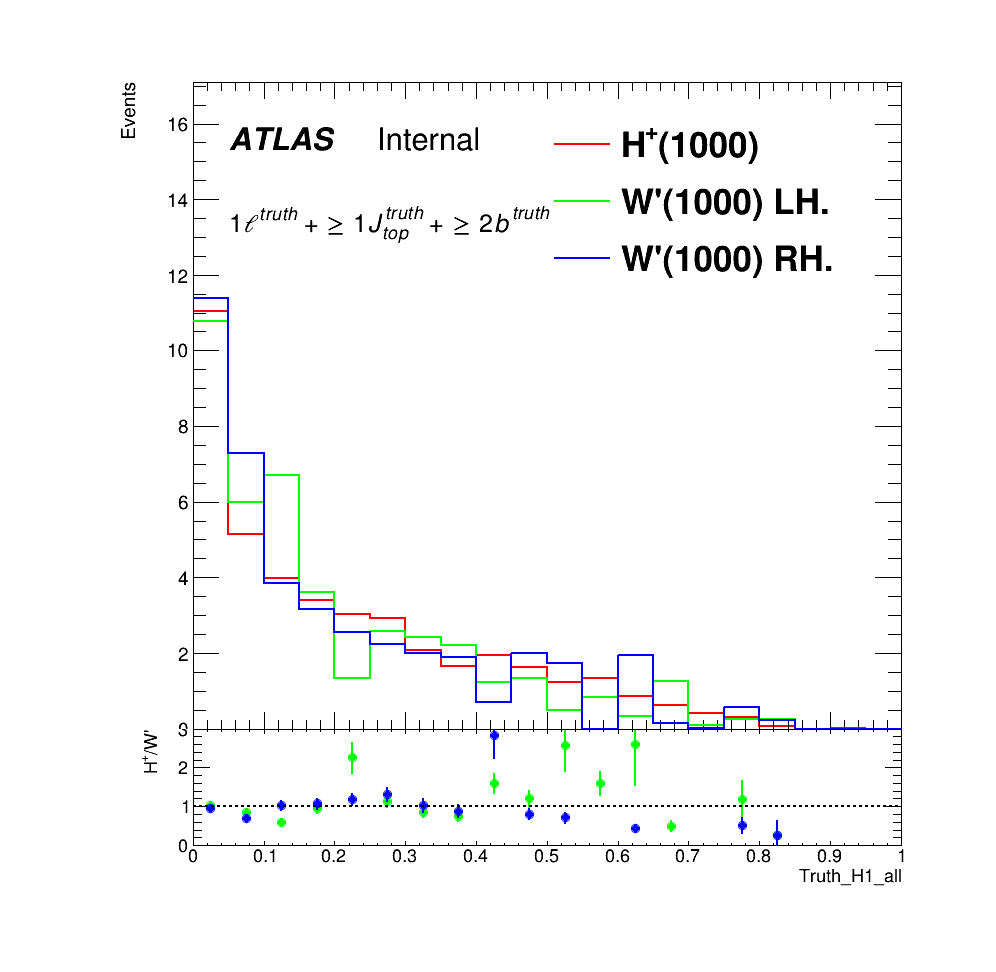 Events
16
14
12
10
8
6
4
2
ATLAS Internal
1ℓ^truth + ≥ 1J_top^truth + ≥ 2b^truth
H⁺(1000)
W'(1000) LH.
W'(1000) RH.
H⁺/W'
3
2
1
0
0 0.1 0.2 0.3 0.4 0.5 0.6 0.7 0.8 0.9 1
Truth_H1_all